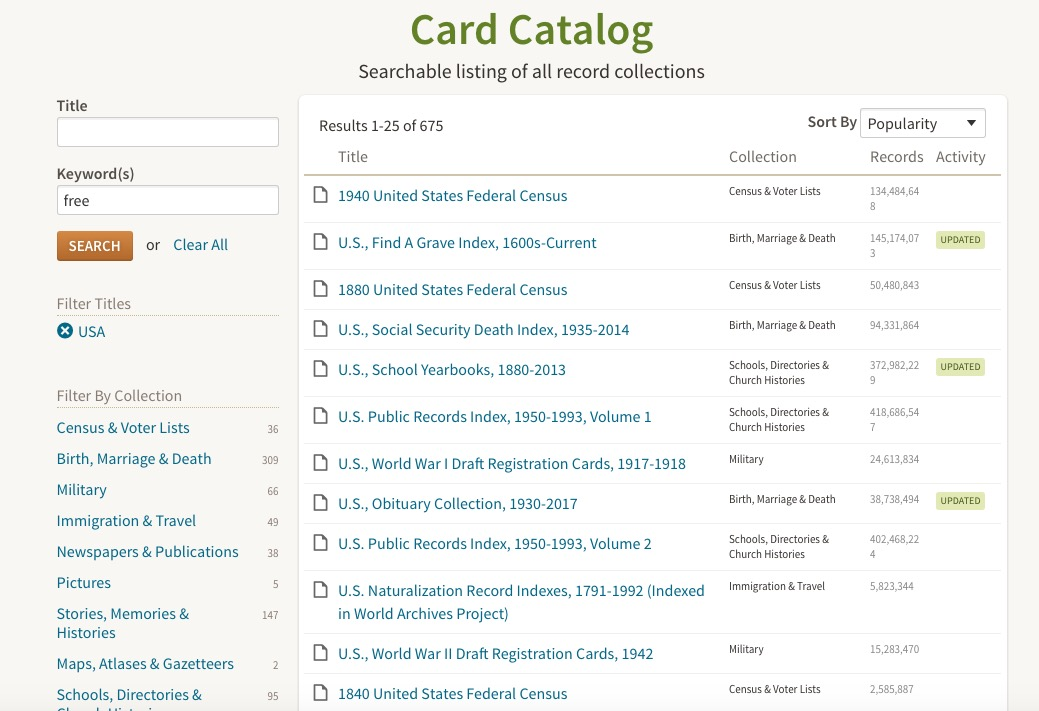 Card Catalog
Searchable listing of all record collections
Title
Keyword(s)
free
SEARCH or Clear All
Filter Titles
USA
Filter By Collection
Census & Voter Lists 36
Birth, Marriage & Death 309
Military 66
Immigration & Travel 49
Newspapers & Publications 38
Pictures 5
Stories, Memories & 147
Histories
Maps, Atlases & Gazetteers 2
Schools, Directories & 95
Results 1-25 of 675
Sort By Popularity
Title Collection Records Activity
1940 United States Federal Census Census & Voter Lists 134,484,64
8
U.S., Find A Grave Index, 1600s-Current Birth, Marriage & Death 145,174,07 UPDATED
3
1880 United States Federal Census Census & Voter Lists 50,480,843
U.S., Social Security Death Index, 1935-2014 Birth, Marriage & Death 94,331,864
U.S., School Yearbooks, 1880-2013 Schools, Directories & 372,982,22 UPDATED
Church Histories 9
U.S. Public Records Index, 1950-1993, Volume 1 Schools, Directories & 418,686,54
Church Histories 7
U.S., World War I Draft Registration Cards, 1917-1918 Military 24,613,834
U.S., Obituary Collection, 1930-2017 Birth, Marriage & Death 38,738,494 UPDATED
U.S. Public Records Index, 1950-1993, Volume 2 Schools, Directories & 402,468,22
Church Histories 4
U.S. Naturalization Record Indexes, 1791-1992 (Indexed Immigration & Travel 5,823,344
in World Archives Project)
U.S., World War II Draft Registration Cards, 1942 Military 15,283,470
1840 United States Federal Census Census & Voter Lists 2,585,887